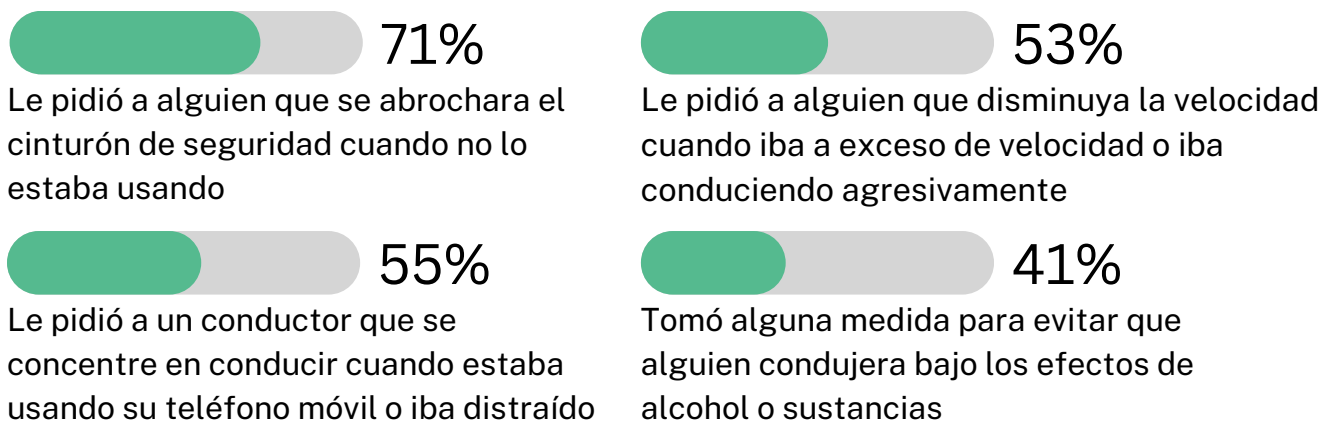 71%
Le pidió a alguien que se abrochara el
cinturón de seguridad cuando no lo
estaba usando
53%
Le pidió a alguien que disminuya la velocidad
cuando iba a exceso de velocidad o iba
conduciendo agresivamente
55%
Le pidió a un conductor que se
concentre en conducir cuando estaba
usando su teléfono móvil o iba distraído
41%
Tomó alguna medida para evitar que
alguien condujera bajo los efectos de
alcohol o sustancias